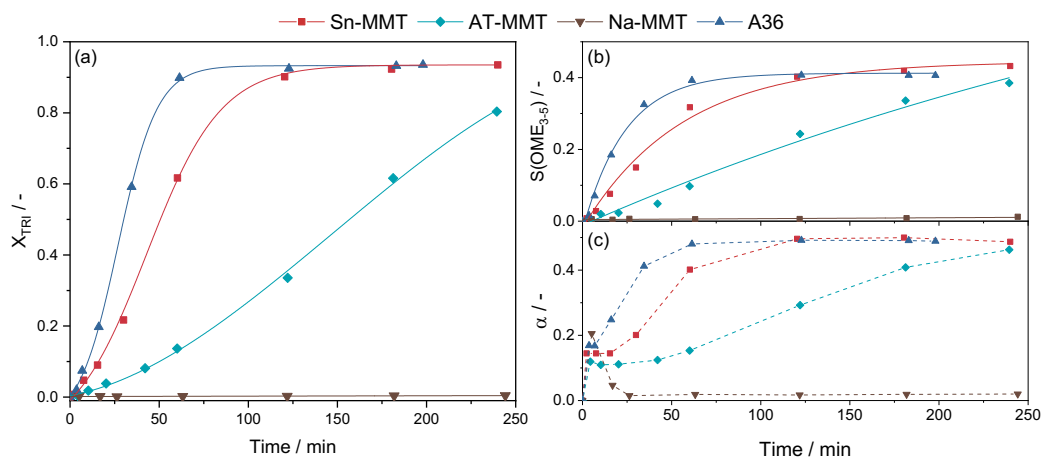 Sn-MMT AT-MMT Na-MMT A36
(a)
1.0
0.8
0.6
0.4
0.2
0.0
X_TRI / -
0 50 100 150 200 250
Time / min
(b)
0.4
0.2
0.0
S(OME_3-5) / -
(c)
0.4
0.2
0.0
α / -
0 50 100 150 200 250
Time / min